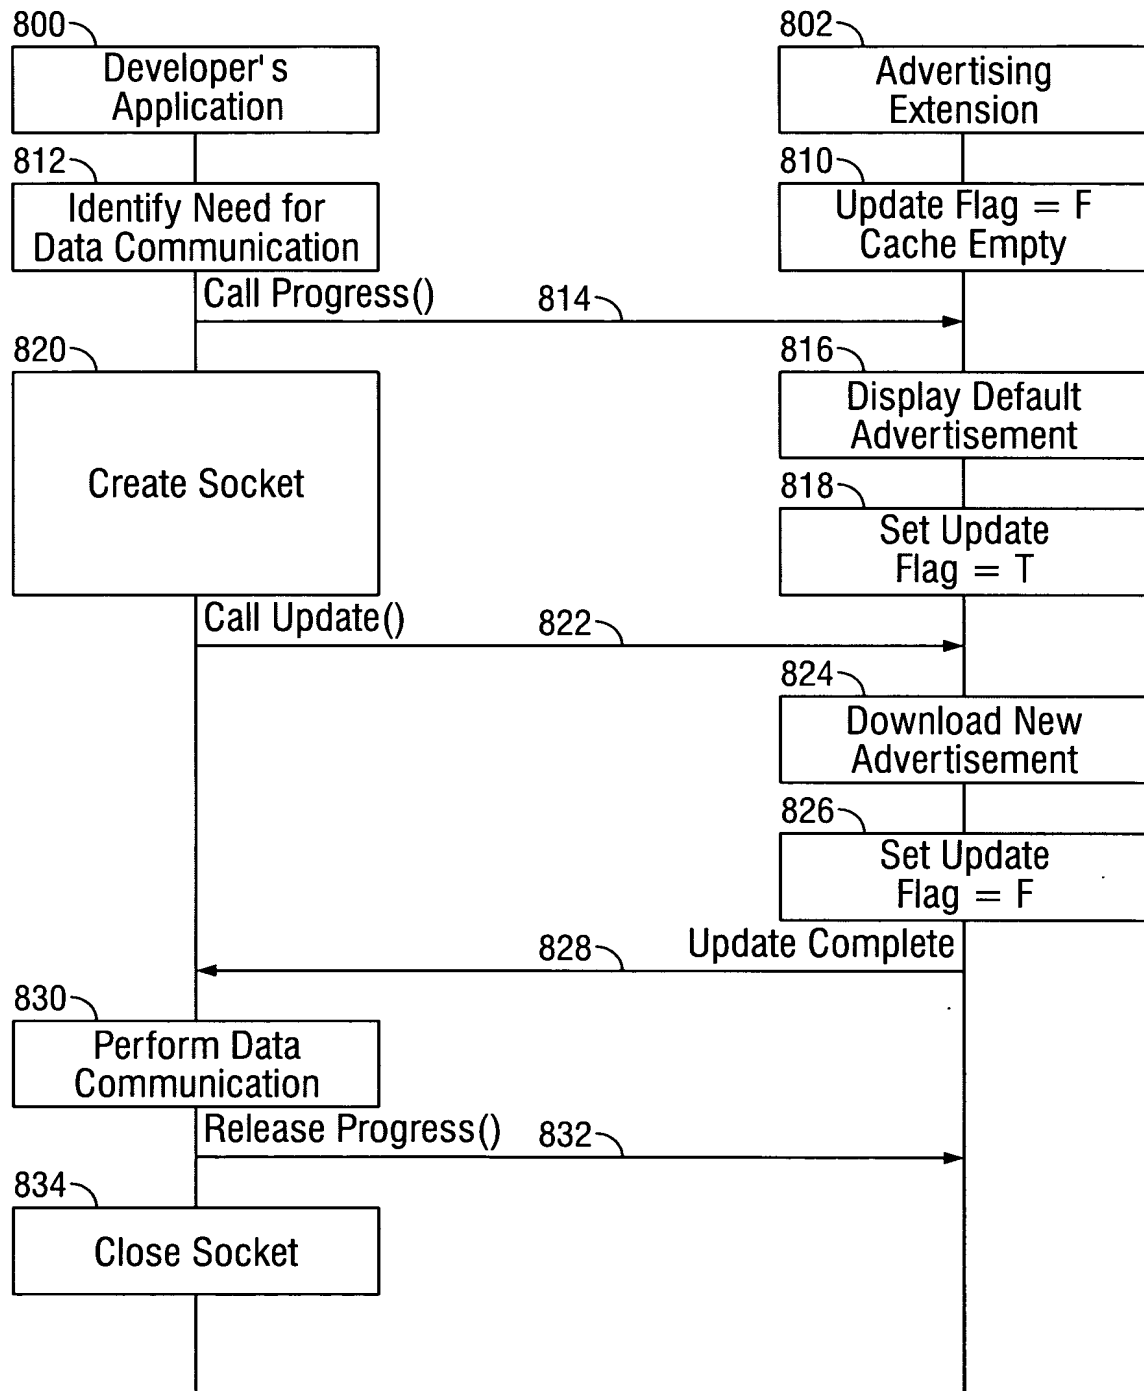 800
Developer's
Application
802
Advertising
Extension
812
Identify Need for
Data Communication
810
Update Flag = F
Cache Empty
Call Progress()
814
820
Create Socket
816
Display Default
Advertisement
818
Set Update
Flag = T
Call Update()
822
824
Download New
Advertisement
826
Set Update
Flag = F
828
Update Complete
830
Perform Data
Communication
Release Progress()
832
834
Close Socket